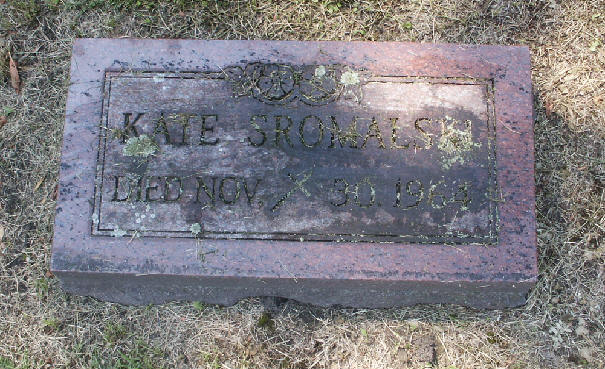 KATE SROMALSKI
DIED NOV. 30. 1964